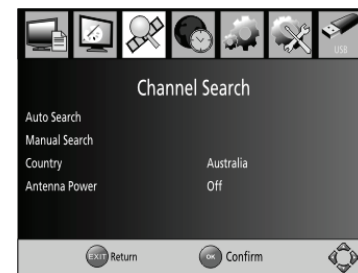 USB
Channel Search
Auto Search
Manual Search
Country Australia
Antenna Power Off
EXIT Return OK Confirm